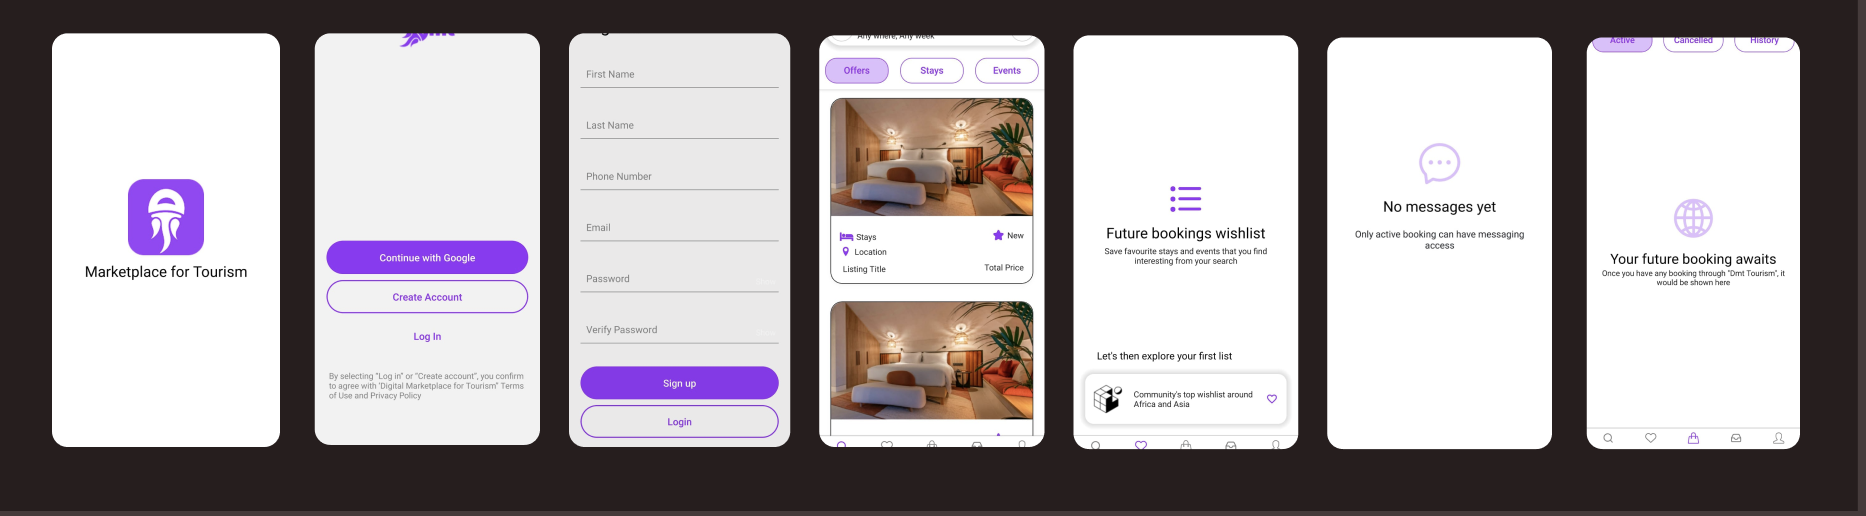 Marketplace for Tourism
Continue with Google
Create Account
Log In
By selecting "Log in" or "Create account", you confirm
to agree with 'Digital Marketplace for Tourism" Terms
of Use and Privacy Policy
First Name
Last Name
Phone Number
Email
Password
Verify Password
Sign up
Login
Any where, Any week
Offers
Stays
Events
Stays
New
Location
Listing Title
Total Price
Future bookings wishlist
Save favourite stays and events that you find
interesting from your search
Let's then explore your first list
Community's top wishlist around
Africa and Asia
No messages yet
Only active booking can have messaging
access
Active
Cancelled
History
Your future booking awaits
Once you have any booking through "Dmt Tourism", it
would be shown here